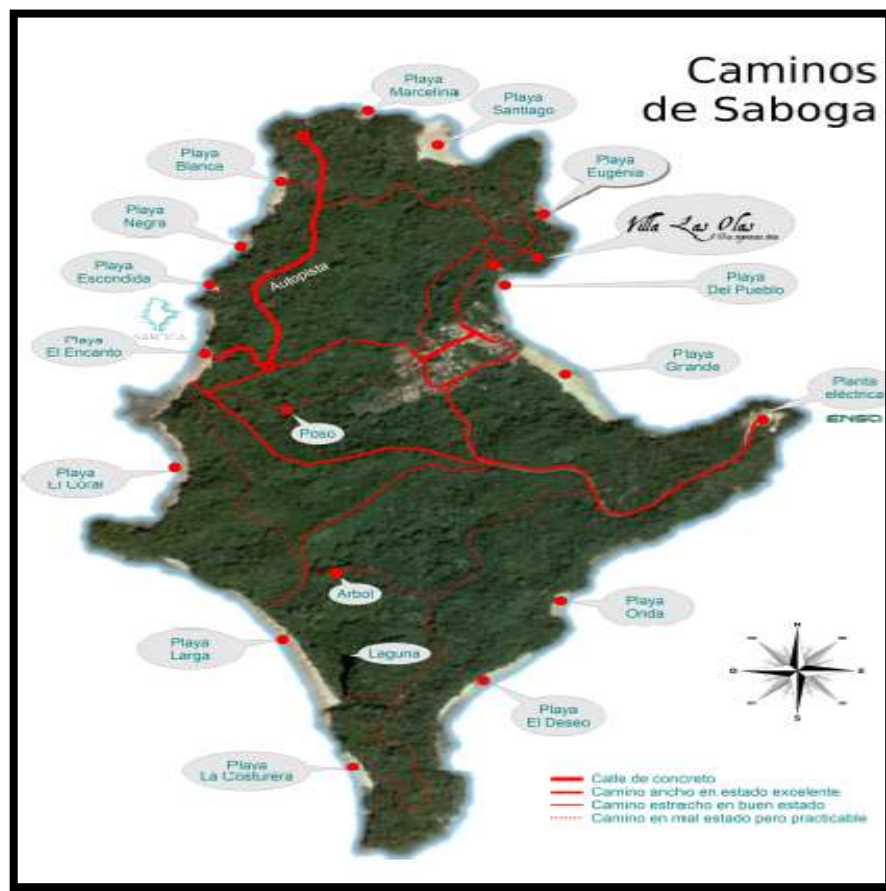 Caminos
de Saboga
Playa
Marcelina
Playa
Santiago
Playa
Blanca
Playa
Eugenia
Playa
Negra
Villa Las Olas
Playa
Escondida
Autopista
Playa
Del Pueblo
SABOGA
Playa
El Encanto
Playa
Grande
Planta
eléctrica
ENSA
Poso
Playa
El Coral
Arbol
Playa
Onda
Playa
Larga
Laguna
N
O
E
S
Playa
El Deseo
Playa
La Costurera
Calle de concreto
Camino ancho en estado excelente
Camino estrecho en buen estado
Camino en mal estado pero practicable